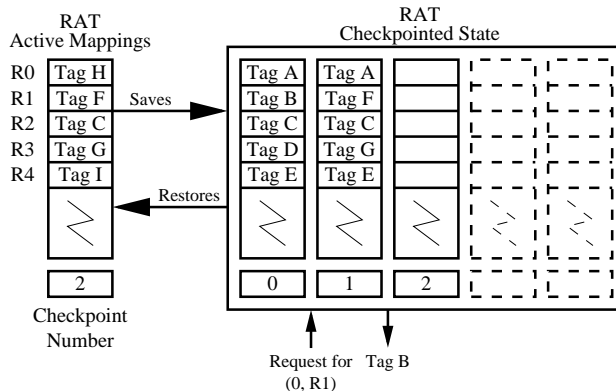 RAT
Active Mappings
RAT
Checkpointed State
R0 Tag H Tag A Tag A
R1 Tag F Saves Tag B Tag F
R2 Tag C Tag C Tag C
R3 Tag G Tag D Tag G
R4 Tag I Tag E Tag E
Restores
2 0 1 2
Checkpoint
Number
Request for Tag B
(0, R1)